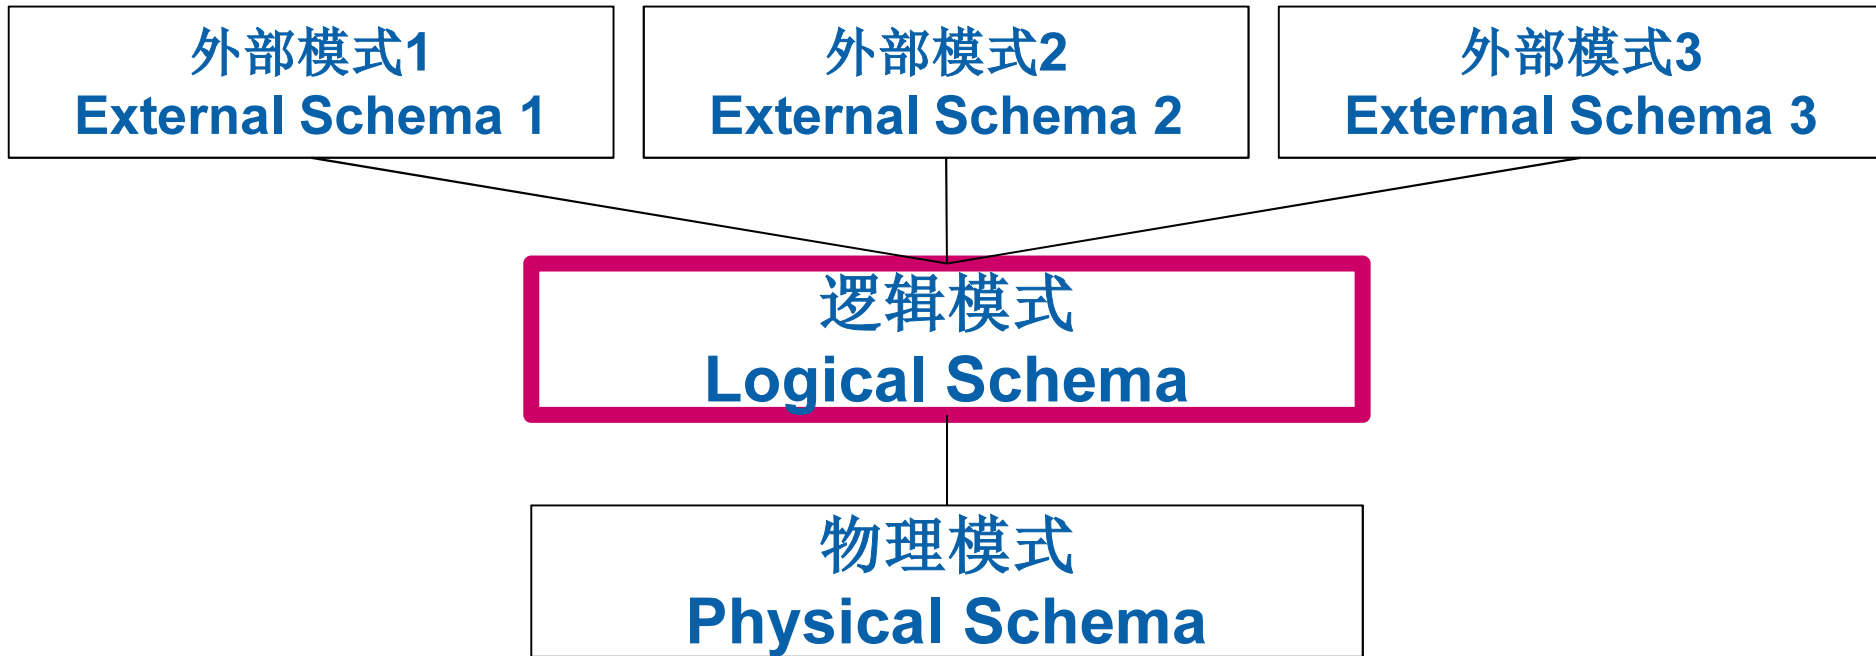 外部模式1
External Schema 1
外部模式2
External Schema 2
外部模式3
External Schema 3
逻辑模式
Logical Schema
物理模式
Physical Schema